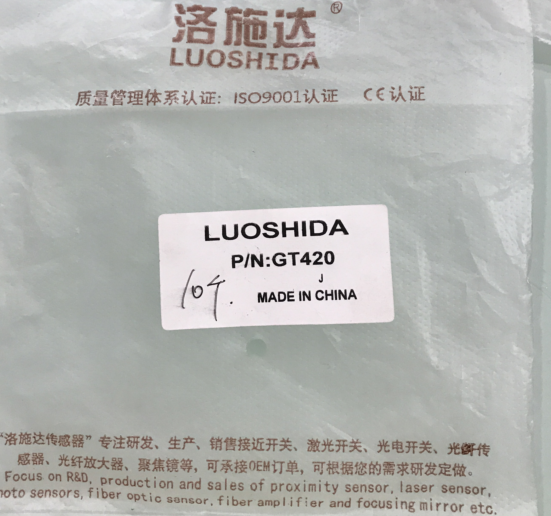 洛施达®
LUOSHIDA
质量管理体系认证: ISO9001认证 CE认证
LUOSHIDA
P/N:GT420
J
MADE IN CHINA
"洛施达传感器"专注研发、生产、销售接近开关、激光开关、光电开关、光纤传
感器、光纤放大器、聚焦镜等，可承接OEM订单，可根据您的需求研发定做。
Focus on R&D, production and sales of proximity sensor, laser sensor,
hoto sensors, fiber optic sensor, fiber amplifier and focusing mirror etc.